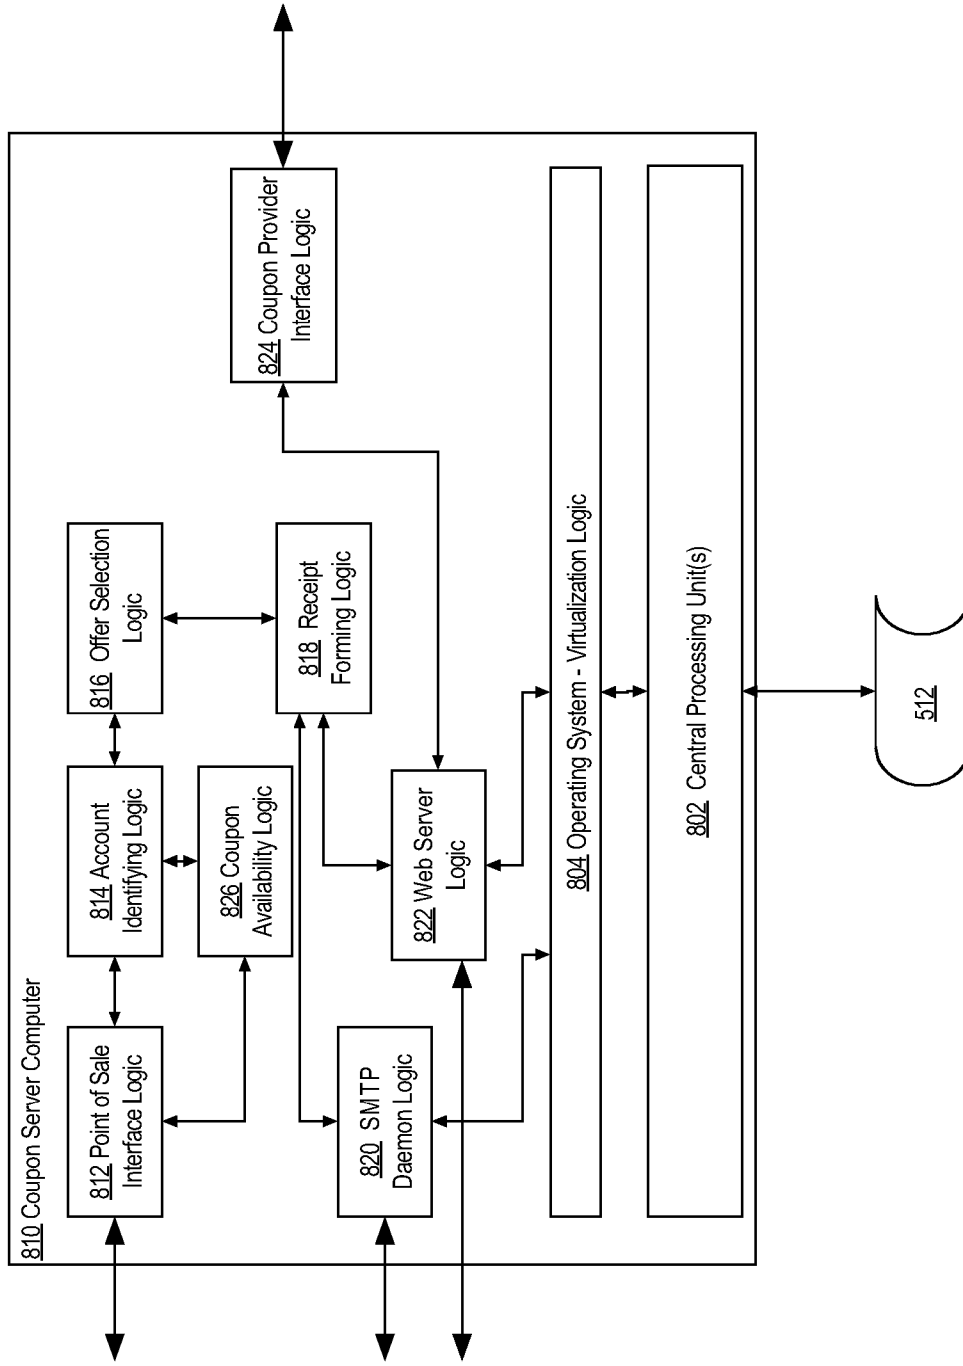 810 Coupon Server Computer
812 Point of Sale
Interface Logic
814 Account
Identifying Logic
816 Offer Selection
Logic
826 Coupon
Availability Logic
818 Receipt
Forming Logic
824 Coupon Provider
Interface Logic
820 SMTP
Daemon Logic
822 Web Server
Logic
804 Operating System - Virtualization Logic
802 Central Processing Unit(s)
512